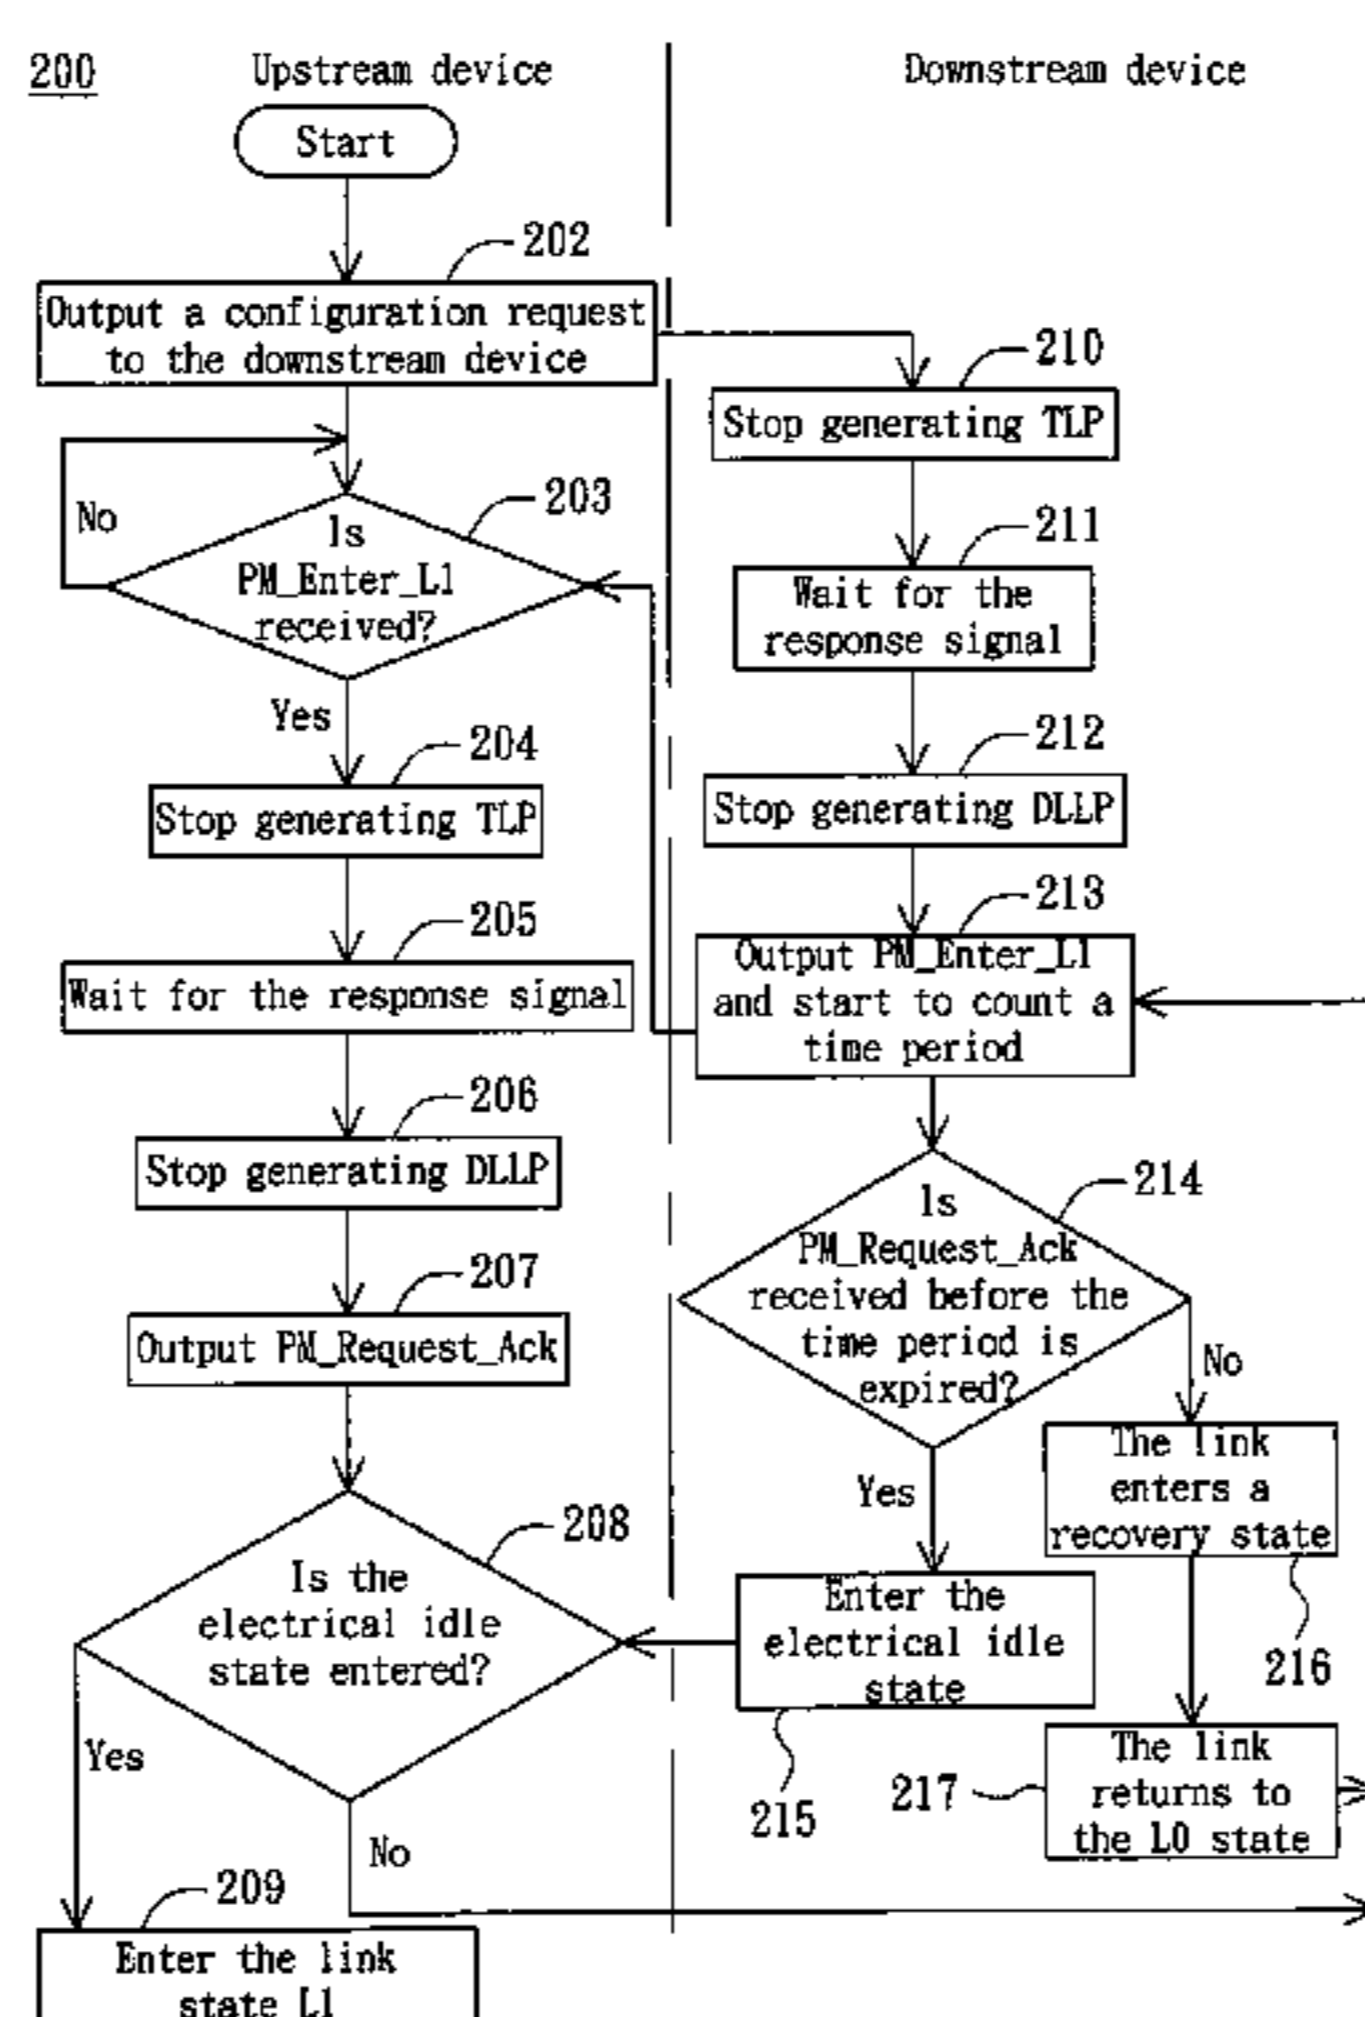 200
Upstream device
Downstream device
Start
202
Output a configuration request
to the downstream device
203
Is
PM_Enter_L1
received?
No
Yes
204
Stop generating TLP
205
Wait for the response signal
206
Stop generating DLLP
207
Output PM_Request_Ack
208
Is the
electrical idle
state entered?
Yes
No
209
Enter the link
state L1
210
Stop generating TLP
211
Wait for the
response signal
212
Stop generating DLLP
213
Output PM_Enter_L1
and start to count a
time period
214
Is
PM_Request_Ack
received before the
time period is
expired?
No
Yes
Enter the
electrical idle
state
215
The link
enters a
recovery state
216
217
The link
returns to
the L0 state